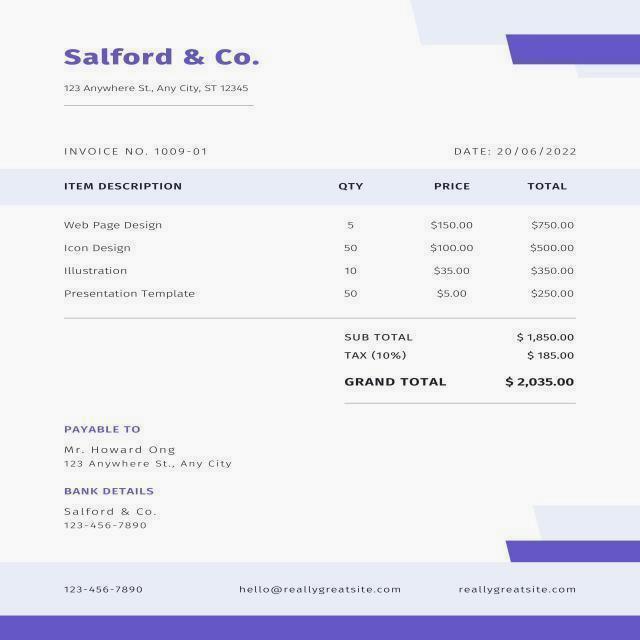 Salford & Co.
123 Anywhere St., Any City, ST 12345
INVOICE NO. 1009-01 DATE: 20/06/2022
ITEM DESCRIPTION QTY PRICE TOTAL
Web Page Design 5 $150.00 $750.00
Icon Design 50 $100.00 $500.00
Illustration 10 $35.00 $350.00
Presentation Template 50 $5.00 $250.00
SUB TOTAL $ 1,850.00
TAX (10%) $ 185.00
GRAND TOTAL $ 2,035.00
PAYABLE TO
Mr. Howard Ong
123 Anywhere St., Any City
BANK DETAILS
Salford & Co.
123-456-7890
123-456-7890 hello@reallygreatsite.com reallygreatsite.com